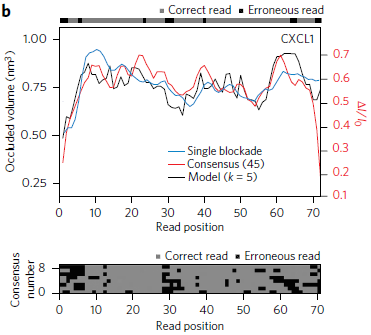 b
Correct read Erroneous read
CXCL1
1.00
0.75
0.50
0.25
Occluded volume (nm³)
0.7
0.6
0.5
0.4
0.3
0.2
0.1
ΔI/I₀
Single blockade
Consensus (45)
Model (k = 5)
0 10 20 30 40 50 60 70
Read position
Correct read Erroneous read
Consensus
number
8
0
0 10 20 30 40 50 60 70
Read position